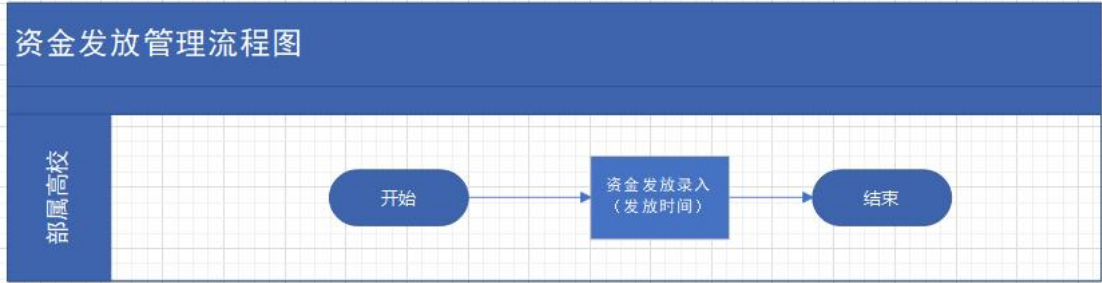 资金发放管理流程图
部属高校
开始
资金发放录入
（发放时间）
结束